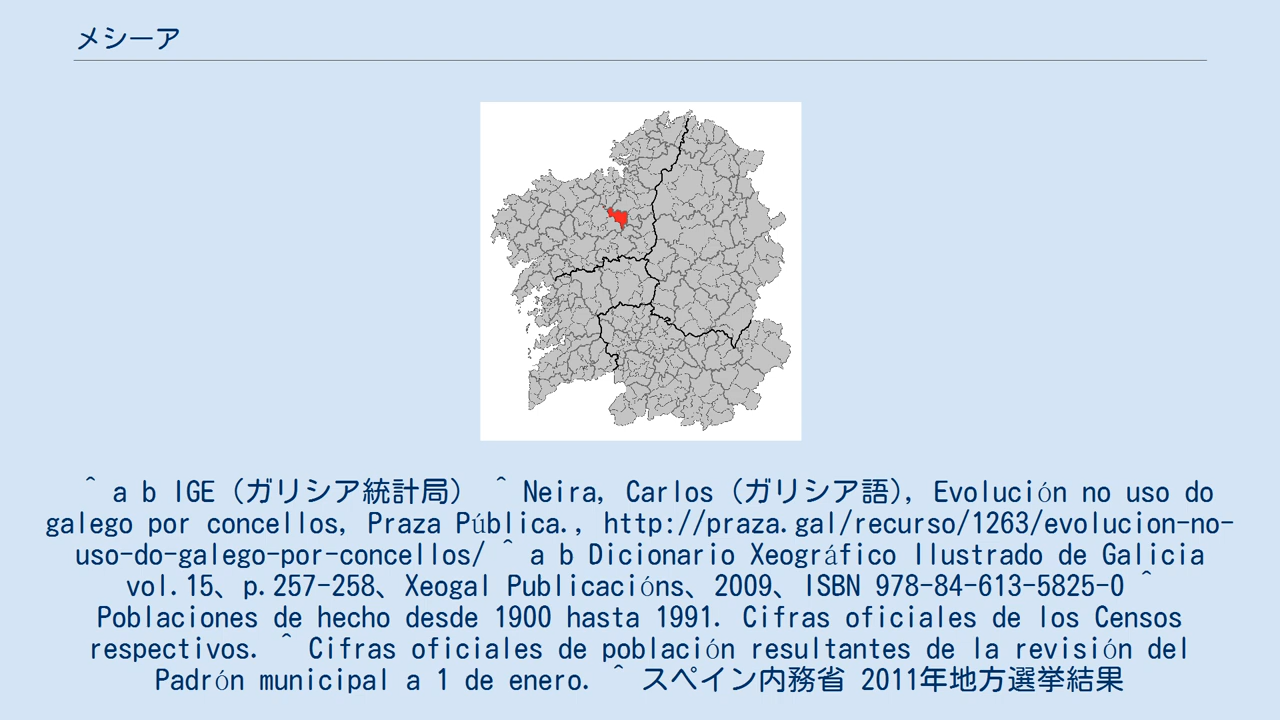 メシーア
^ a b IGE（ガリシア統計局） ^ Neira, Carlos（ガリシア語), Evolución no uso do
galego por concellos, Praza Pública., http://praza.gal/recurso/1263/evolucion-no-
uso-do-galego-por-concellos/ ^ a b Dicionario Xeográfico Ilustrado de Galicia
vol.15、p.257-258、Xeogal Publicacións、2009、ISBN 978-84-613-5825-0 ^
Poblaciones de hecho desde 1900 hasta 1991. Cifras oficiales de los Censos
respectivos. ^ Cifras oficiales de población resultantes de la revisión del
Padrón municipal a 1 de enero. ^ スペイン内務省 2011年地方選挙結果